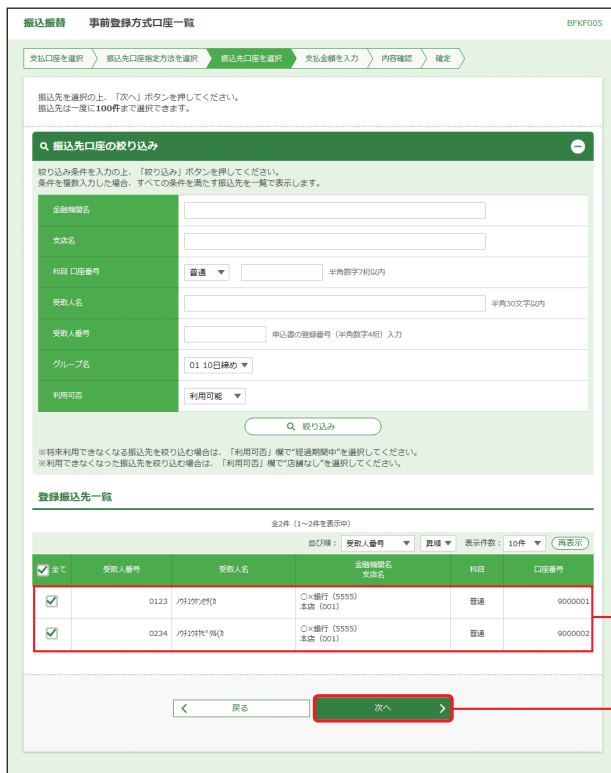 振込振替 事前登録方式口座一覧 BFKF005
支払口座を選択 振込先口座指定方法を選択 振込先口座を選択 支払金額を入力 内容確認 確定
振込先を選択の上、「次へ」ボタンを押してください。
振込先は一度に100件まで選択できます。
振込先口座の絞り込み
絞り込み条件を入力の上、「絞り込み」ボタンを押してください。
条件を複数入力した場合、すべての条件を満たす振込先を一覧で表示します。
金融機関名
支店名
科目 口座番号 普通 半角数字7桁以内
受取人名 半角30文字以内
受取人番号 申込書の登録番号（半角数字4桁）入力
グループ名 01 10日締め
利用可否 利用可能
絞り込み
※将来利用できなくなる振込先を絞り込む場合は、「利用可否」欄で"経過期間中"を選択してください。
※利用できなくなった振込先を絞り込む場合は、「利用可否」欄で"店舗なし"を選択してください。
登録振込先一覧
全2件（1～2件を表示中）
並び順： 受取人番号 昇順 表示件数： 10件 再表示
全て 受取人番号 受取人名 金融機関名 科目 口座番号
支店名
0123 ○×銀行（5555） 普通 9000001
本店（001）
0234 ○×銀行（5555） 普通 9000002
本店（001）
戻る 次へ